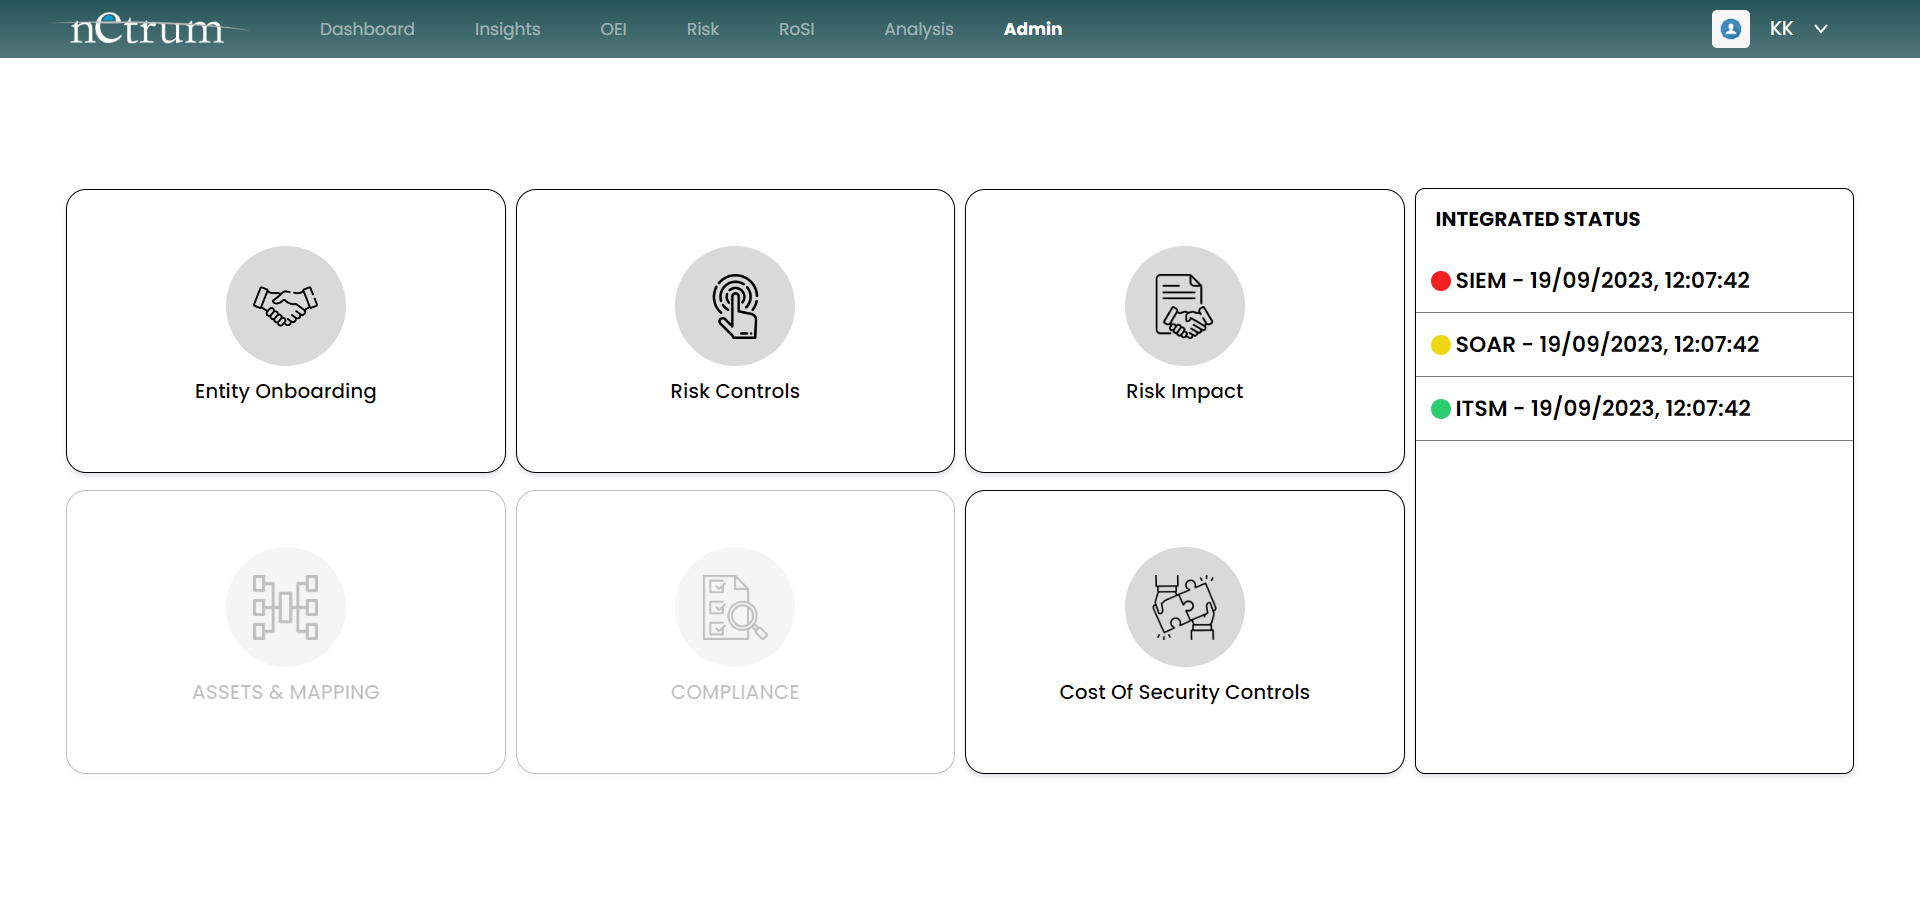 netrum
Dashboard
Insights
OEI
Risk
RoSI
Analysis
Admin
KK
Entity Onboarding
Risk Controls
Risk Impact
ASSETS & MAPPING
COMPLIANCE
Cost Of Security Controls
INTEGRATED STATUS
SIEM - 19/09/2023, 12:07:42
SOAR - 19/09/2023, 12:07:42
ITSM - 19/09/2023, 12:07:42